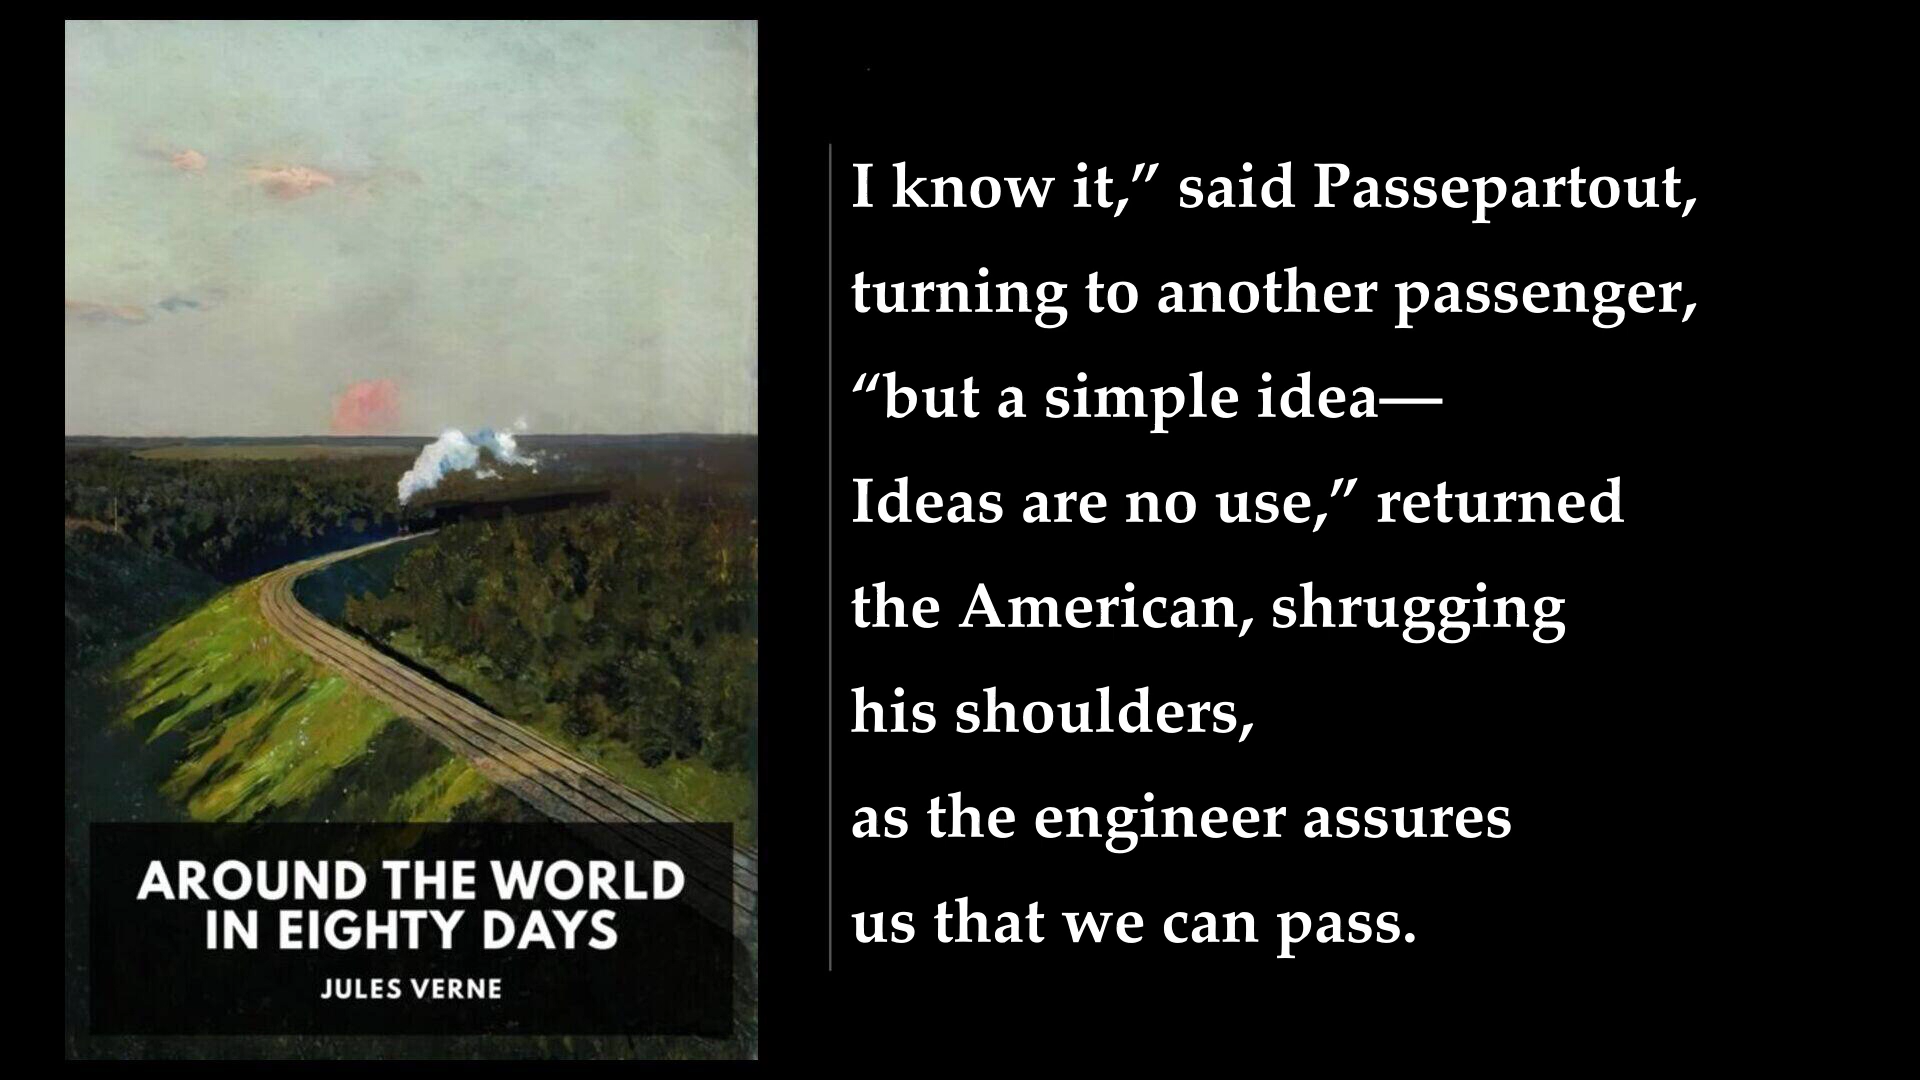 AROUND THE WORLD
IN EIGHTY DAYS
JULES VERNE
I know it,” said Passepartout,
turning to another passenger,
“but a simple idea—
Ideas are no use,” returned
the American, shrugging
his shoulders,
as the engineer assures
us that we can pass.